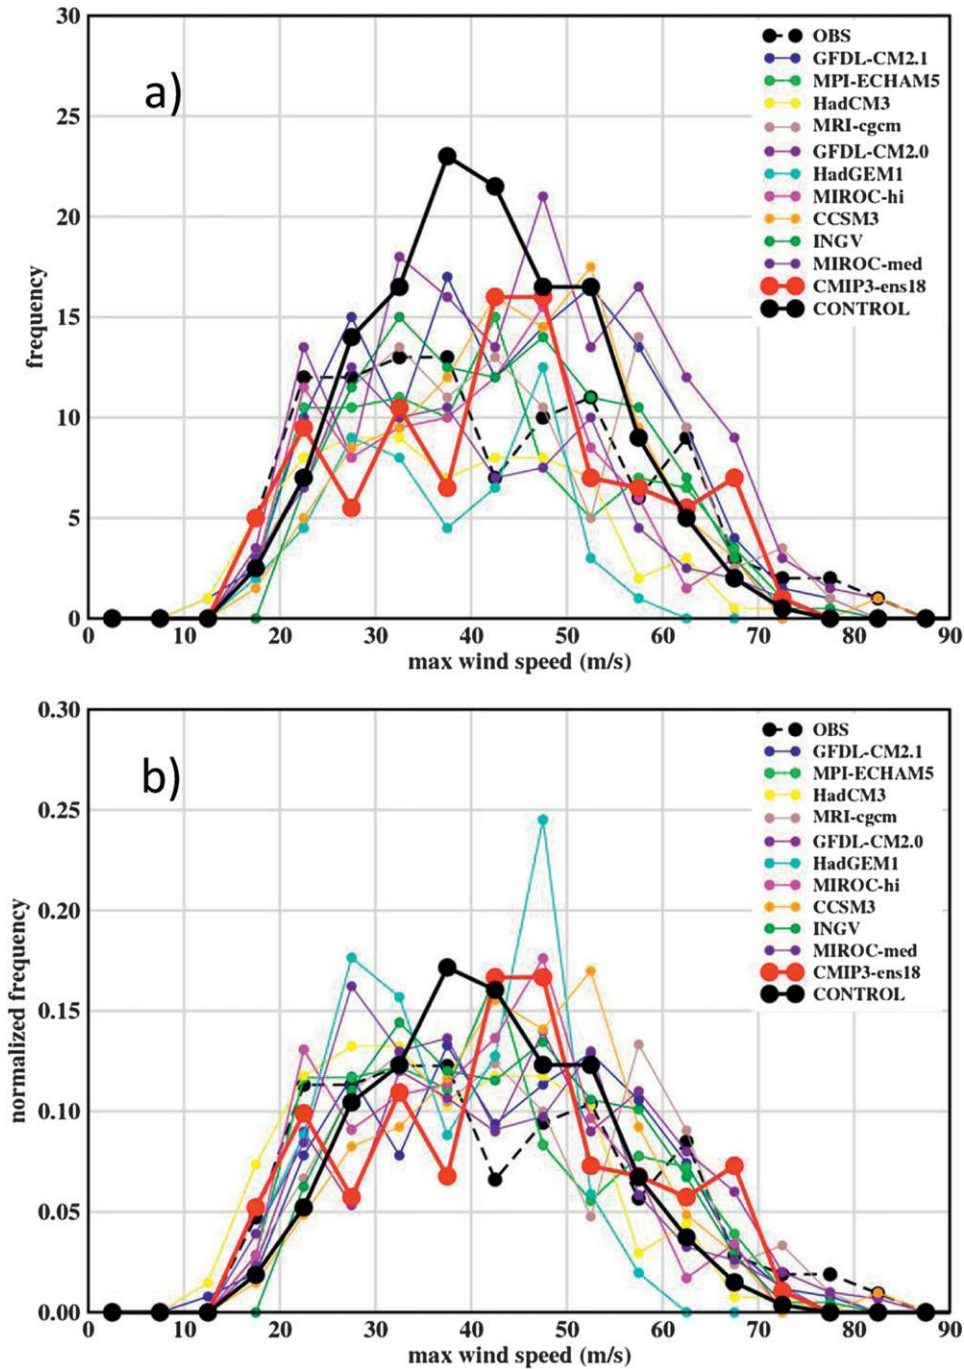 a)
30
25
20
15
10
5
0
frequency
OBS
GFDL-CM2.1
MPI-ECHAM5
HadCM3
MRI-cgcm
GFDL-CM2.0
HadGEM1
MIROC-hi
CCSM3
INGV
MIROC-med
CMIP3-ens18
CONTROL
0 10 20 30 40 50 60 70 80 90
max wind speed (m/s)
b)
0.30
0.25
0.20
0.15
0.10
0.05
0.00
normalized frequency
OBS
GFDL-CM2.1
MPI-ECHAM5
HadCM3
MRI-cgcm
GFDL-CM2.0
HadGEM1
MIROC-hi
CCSM3
INGV
MIROC-med
CMIP3-ens18
CONTROL
0 10 20 30 40 50 60 70 80 90
max wind speed (m/s)